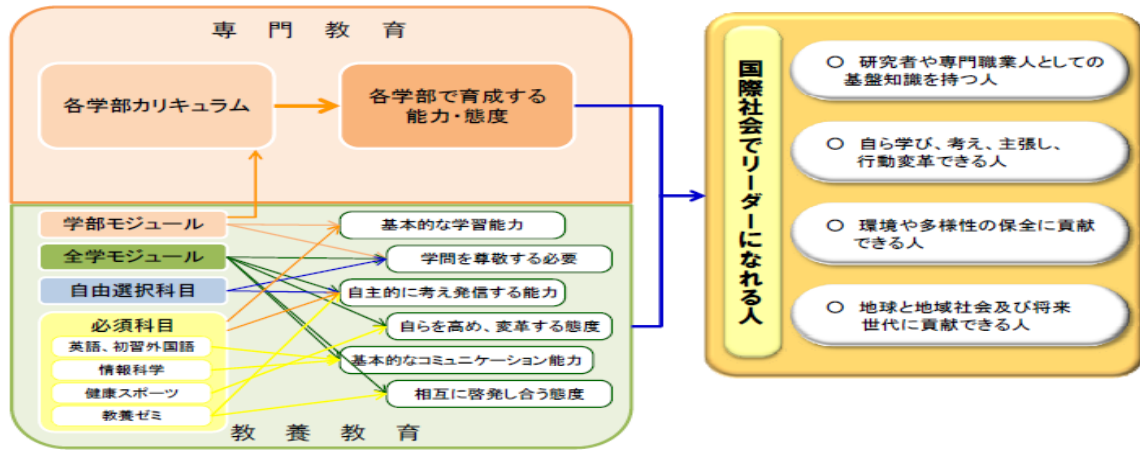 専門教育
各学部カリキュラム
各学部で育成する
能力・態度
学部モジュール
全学モジュール
自由選択科目
必須科目
英語、初習外国語
情報科学
健康スポーツ
教養ゼミ
基本的な学習能力
学問を尊敬する必要
自主的に考え発信する能力
自らを高め、変革する態度
基本的なコミュニケーション能力
相互に啓発し合う態度
教養教育
国際社会でリーダーになれる人
○ 研究者や専門職業人としての
基盤知識を持つ人
○ 自ら学び、考え、主張し、
行動変革できる人
○ 環境や多様性の保全に貢献
できる人
○ 地球と地域社会及び将来
世代に貢献できる人